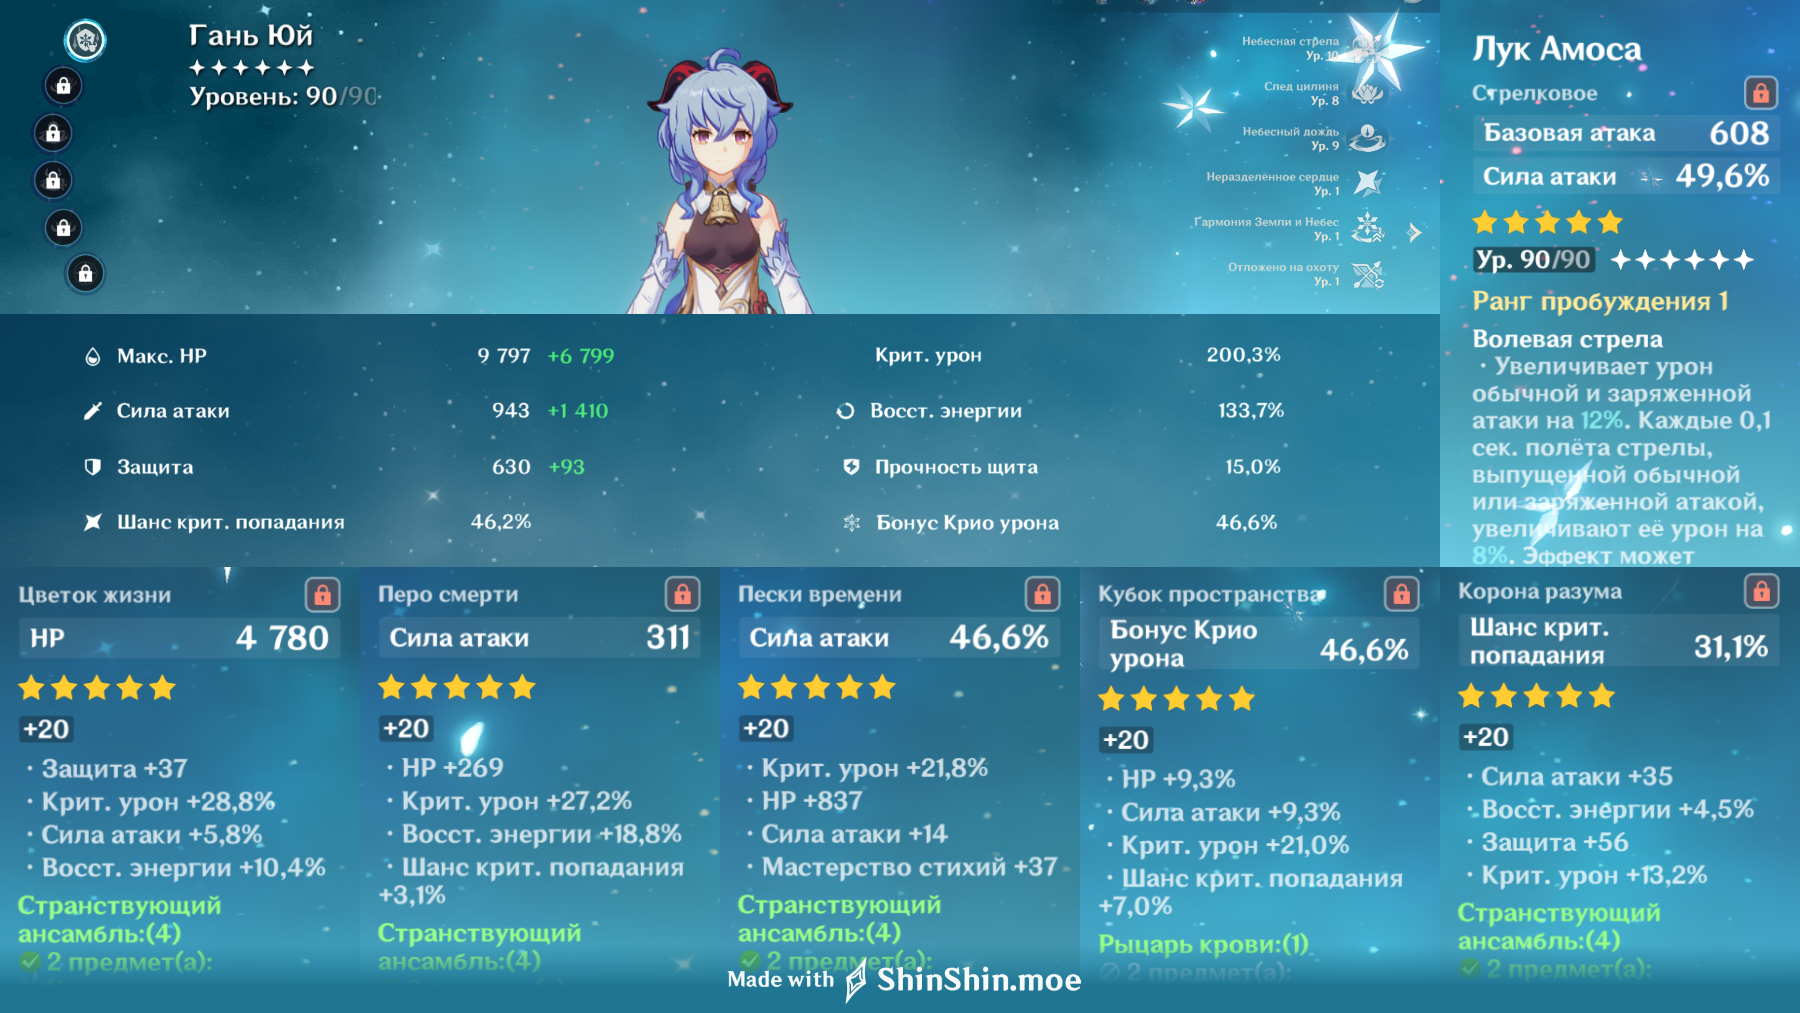 Гань Юй
Уровень: 90/90
Небесная стрела
Ур. 10
След цилиня
Ур. 8
Небесный дождь
Ур. 9
Неразделённое сердце
Ур. 1
Гармония Земли и Небес
Ур. 1
Отложено на охоту
Ур. 1
Лук Амоса
Стрелковое
Базовая атака 608
Сила атаки 49,6%
Ур. 90/90
Ранг пробуждения 1
Волевая стрела
· Увеличивает урон
обычной и заряженной
атаки на 12%. Каждые 0,1
сек. полёта стрелы,
выпущенной обычной
или заряженной атакой,
увеличивают её урон на
8%. Эффект может
Макс. HP 9 797 +6 799
Сила атаки 943 +1 410
Защита 630 +93
Шанс крит. попадания 46,2%
Крит. урон 200,3%
Восст. энергии 133,7%
Прочность щита 15,0%
Бонус Крио урона 46,6%
Цветок жизни
HP 4 780
+20
· Защита +37
· Крит. урон +28,8%
· Сила атаки +5,8%
· Восст. энергии +10,4%
Странствующий
ансамбль:(4)
2 предмет(а):
Перо смерти
Сила атаки 311
+20
· HP +269
· Крит. урон +27,2%
· Восст. энергии +18,8%
· Шанс крит. попадания
+3,1%
Странствующий
ансамбль:(4)
Пески времени
Сила атаки 46,6%
+20
· Крит. урон +21,8%
· HP +837
· Сила атаки +14
· Мастерство стихий +37
Странствующий
ансамбль:(4)
2 предмет(а):
Кубок пространства
Бонус Крио
урона 46,6%
+20
· HP +9,3%
· Сила атаки +9,3%
· Крит. урон +21,0%
· Шанс крит. попадания
+7,0%
Рыцарь крови:(1)
2 предмет(а):
Корона разума
Шанс крит.
попадания 31,1%
+20
· Сила атаки +35
· Восст. энергии +4,5%
· Защита +56
· Крит. урон +13,2%
Странствующий
ансамбль:(4)
2 предмет(а):
Made with ShinShin.moe